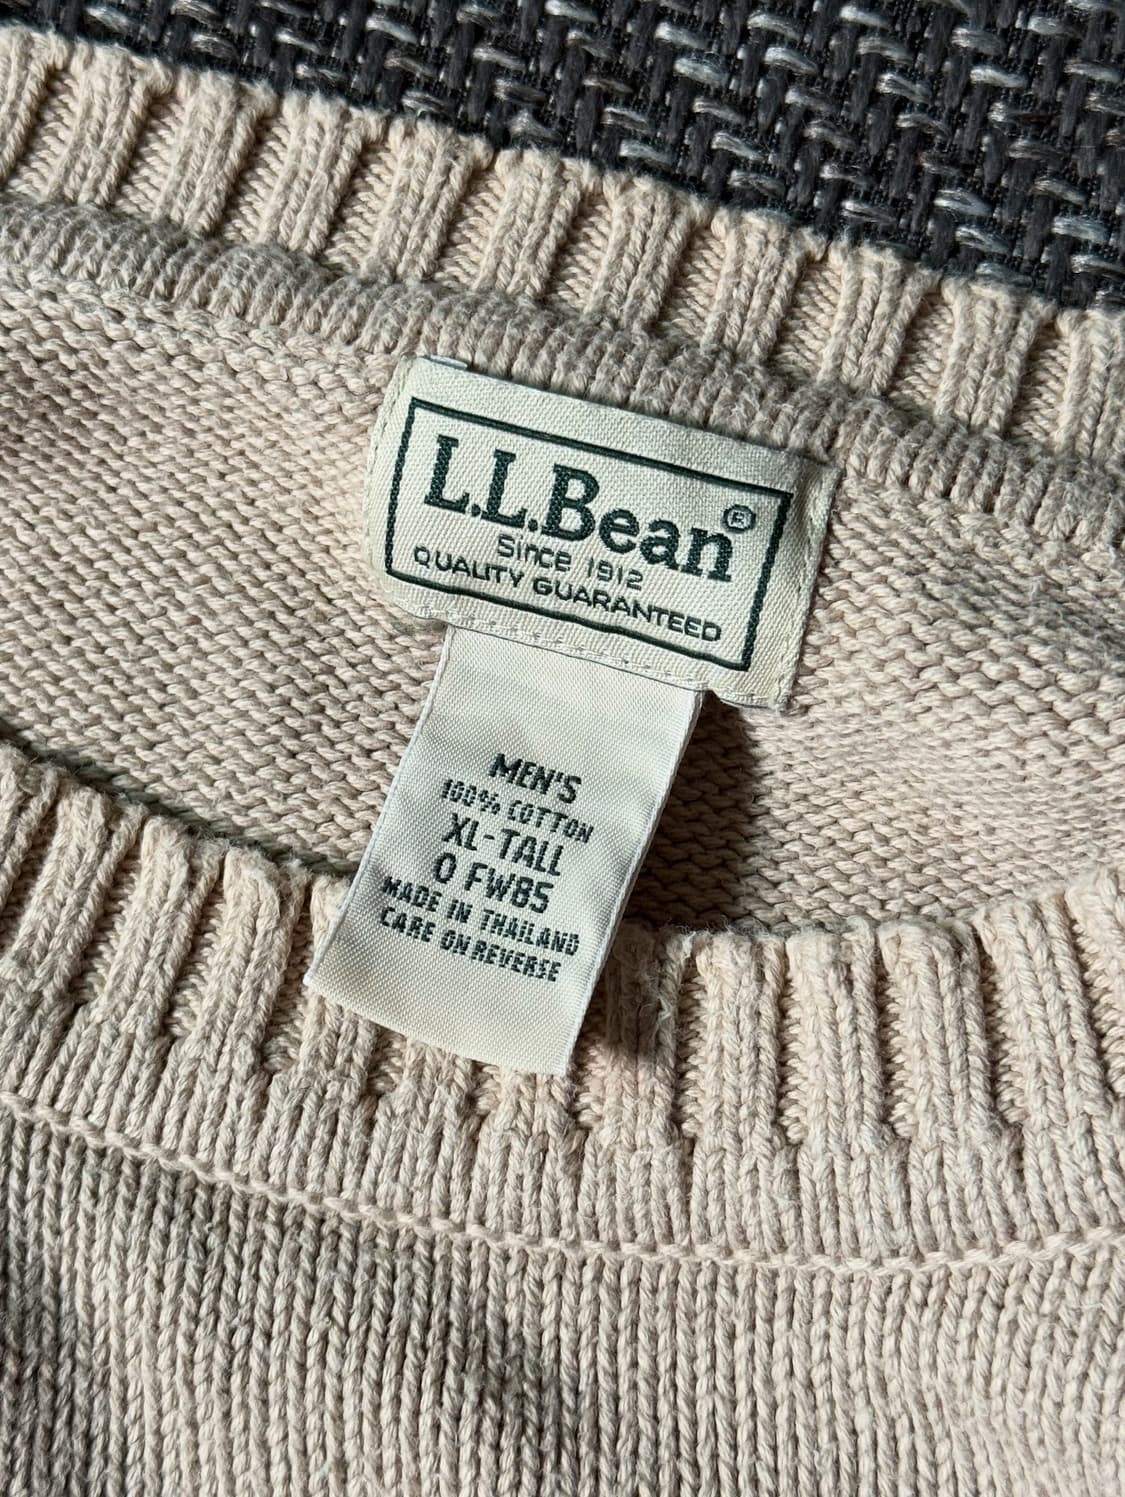 L.L.Bean®
Since 1912
QUALITY GUARANTEED
MEN'S
100% COTTON
XL-TALL
0 FW85
MADE IN THAILAND
CARE ON REVERSE